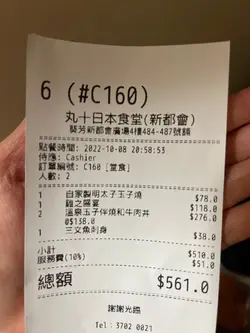 6 (#C160)
丸十日本食堂(新都會)
葵芳新都會廣場4樓484-487號舖
點餐時間: 2022-10-08 20:58:53
侍應: Cashier
訂單編號: C160 [堂食]
人數: 2
1 自家製明太子玉子燒 $78.0
1 雞之醬宴 $118.0
2 溫泉玉子伴燒和牛肉丼 $276.0
@$138.0
1 三文魚刺身 $38.0
小計 $510.0
服務費(10%) $51.0
總額 $561.0
謝謝光臨
Tel : 3702 0021